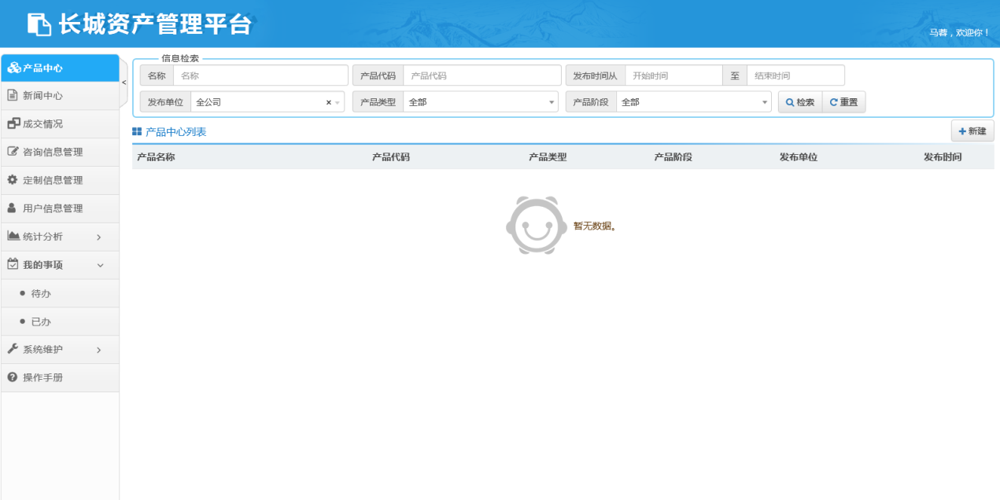 长城资产管理平台
马蓉，欢迎你！
产品中心
<
新闻中心
成交情况
咨询信息管理
定制信息管理
用户信息管理
统计分析
我的事项
待办
已办
系统维护
操作手册
信息检索
名称 名称 产品代码 产品代码 发布时间从 开始时间 至 结束时间
发布单位 全公司 × 产品类型 全部 产品阶段 全部 检索 重置
产品中心列表 新建
产品名称 产品代码 产品类型 产品阶段 发布单位 发布时间
暂无数据。